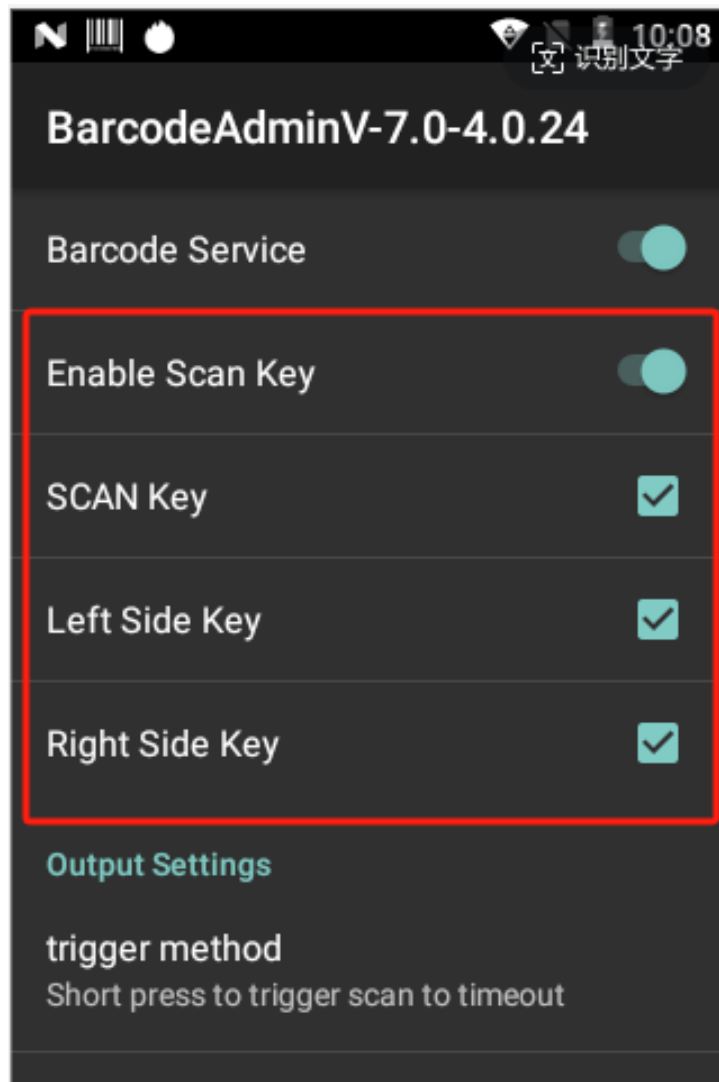 10:08
识别文字
BarcodeAdminV-7.0-4.0.24
Barcode Service
Enable Scan Key
SCAN Key
Left Side Key
Right Side Key
Output Settings
trigger method
Short press to trigger scan to timeout